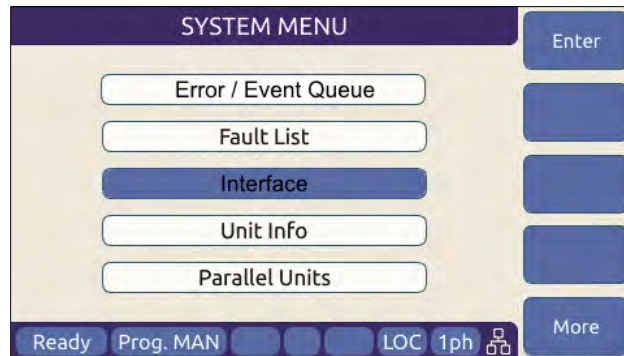 SYSTEM MENU
Enter
Error / Event Queue
Fault List
Interface
Unit Info
Parallel Units
More
Ready Prog. MAN LOC 1ph